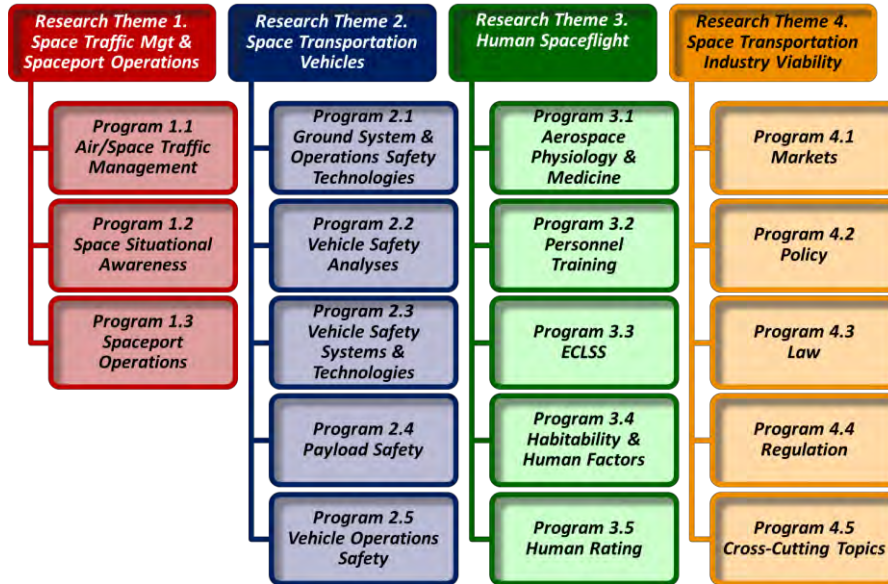 Research Theme 1.
Space Traffic Mgt &
Spaceport Operations
Program 1.1
Air/Space Traffic
Management
Program 1.2
Space Situational
Awareness
Program 1.3
Spaceport
Operations
Research Theme 2.
Space Transportation
Vehicles
Program 2.1
Ground System &
Operations Safety
Technologies
Program 2.2
Vehicle Safety
Analyses
Program 2.3
Vehicle Safety
Systems &
Technologies
Program 2.4
Payload Safety
Program 2.5
Vehicle Operations
Safety
Research Theme 3.
Human Spaceflight
Program 3.1
Aerospace
Physiology &
Medicine
Program 3.2
Personnel
Training
Program 3.3
ECLSS
Program 3.4
Habitability &
Human Factors
Program 3.5
Human Rating
Research Theme 4.
Space Transportation
Industry Viability
Program 4.1
Markets
Program 4.2
Policy
Program 4.3
Law
Program 4.4
Regulation
Program 4.5
Cross-Cutting Topics